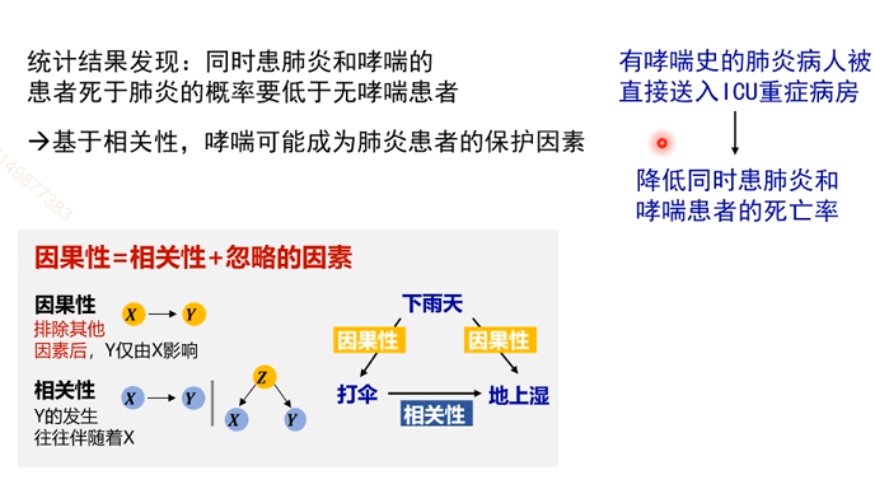 统计结果发现：同时患肺炎和哮喘的
患者死于肺炎的概率要低于无哮喘患者
→基于相关性，哮喘可能成为肺炎患者的保护因素
有哮喘史的肺炎病人被
直接送入ICU重症病房
降低同时患肺炎和
哮喘患者的死亡率
因果性=相关性+忽略的因素
因果性
X → Y
排除其他
因素后，Y仅由X影响
相关性
X → Y
Y的发生
往往伴随着X
Z
X
Y
下雨天
因果性
因果性
打伞
地上湿
相关性
149877383